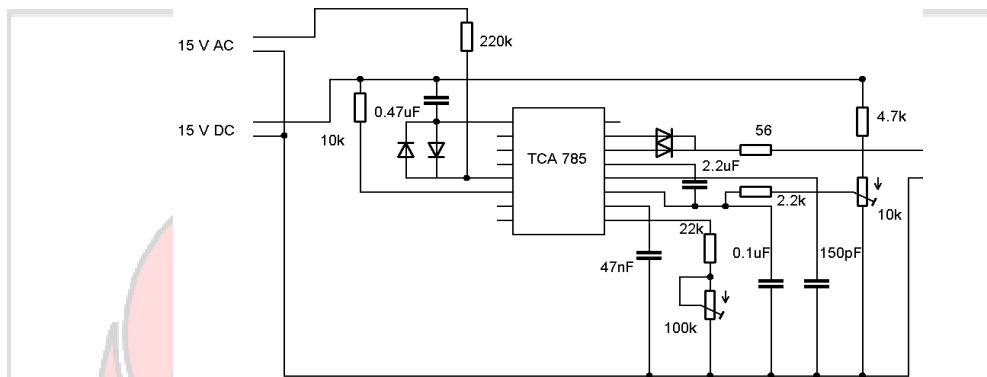 15 V AC
220k
15 V DC
0.47uF
10k
TCA 785
56
4.7k
2.2uF
2.2k
10k
22k
47nF
0.1uF
150pF
100k